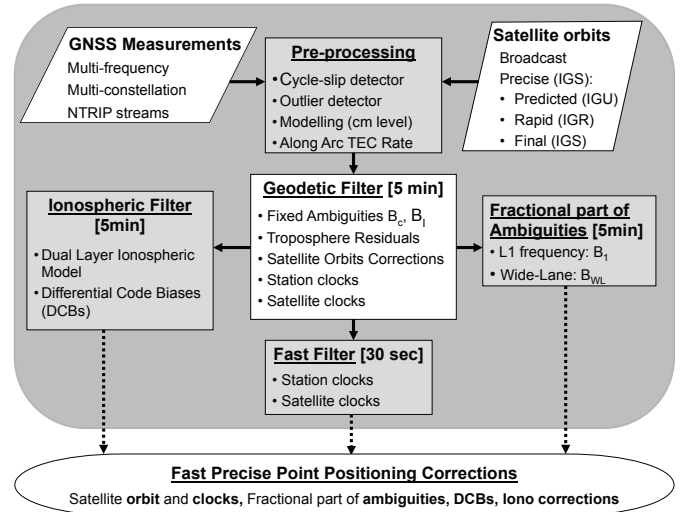 GNSS Measurements
Multi-frequency
Multi-constellation
NTRIP streams
Pre-processing
• Cycle-slip detector
• Outlier detector
• Modelling (cm level)
• Along Arc TEC Rate
Satellite orbits
Broadcast
Precise (IGS):
• Predicted (IGU)
• Rapid (IGR)
• Final (IGS)
Ionospheric Filter
[5min]
• Dual Layer Ionospheric
Model
• Differential Code Biases
(DCBs)
Geodetic Filter [5 min]
• Fixed Ambiguities Bc, BI
• Troposphere Residuals
• Satellite Orbits Corrections
• Station clocks
• Satellite clocks
Fractional part of
Ambiguities [5min]
• L1 frequency: B1
• Wide-Lane: BWL
Fast Filter [30 sec]
• Station clocks
• Satellite clocks
Fast Precise Point Positioning Corrections
Satellite orbit and clocks, Fractional part of ambiguities, DCBs, Iono corrections